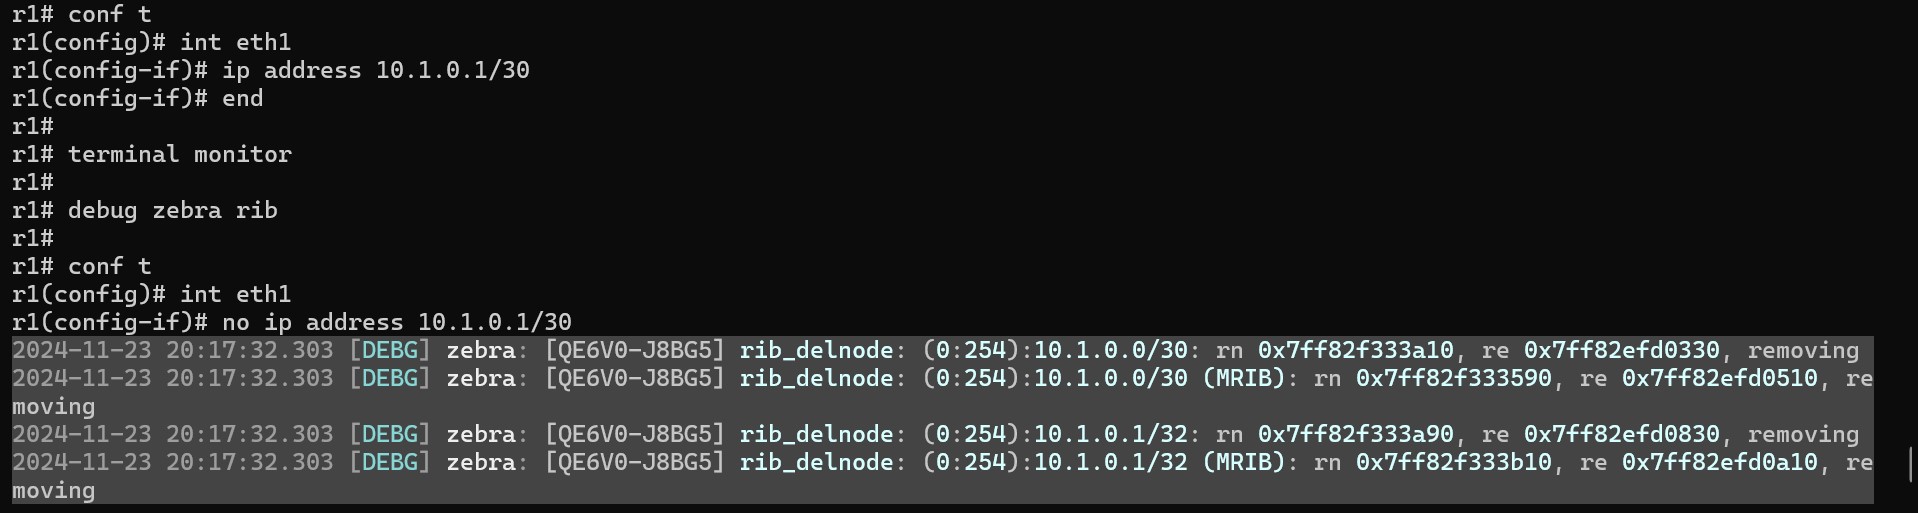 r1# conf t
r1(config)# int eth1
r1(config-if)# ip address 10.1.0.1/30
r1(config-if)# end
r1#
r1# terminal monitor
r1#
r1# debug zebra rib
r1#
r1# conf t
r1(config)# int eth1
r1(config-if)# no ip address 10.1.0.1/30
2024-11-23 20:17:32.303 [DEBG] zebra: [QE6V0-J8BG5] rib_delnode: (0:254):10.1.0.0/30: rn 0x7ff82f333a10, re 0x7ff82efd0330, removing
2024-11-23 20:17:32.303 [DEBG] zebra: [QE6V0-J8BG5] rib_delnode: (0:254):10.1.0.0/30 (MRIB): rn 0x7ff82f333590, re 0x7ff82efd0510, re
moving
2024-11-23 20:17:32.303 [DEBG] zebra: [QE6V0-J8BG5] rib_delnode: (0:254):10.1.0.1/32: rn 0x7ff82f333a90, re 0x7ff82efd0830, removing
2024-11-23 20:17:32.303 [DEBG] zebra: [QE6V0-J8BG5] rib_delnode: (0:254):10.1.0.1/32 (MRIB): rn 0x7ff82f333b10, re 0x7ff82efd0a10, re
moving